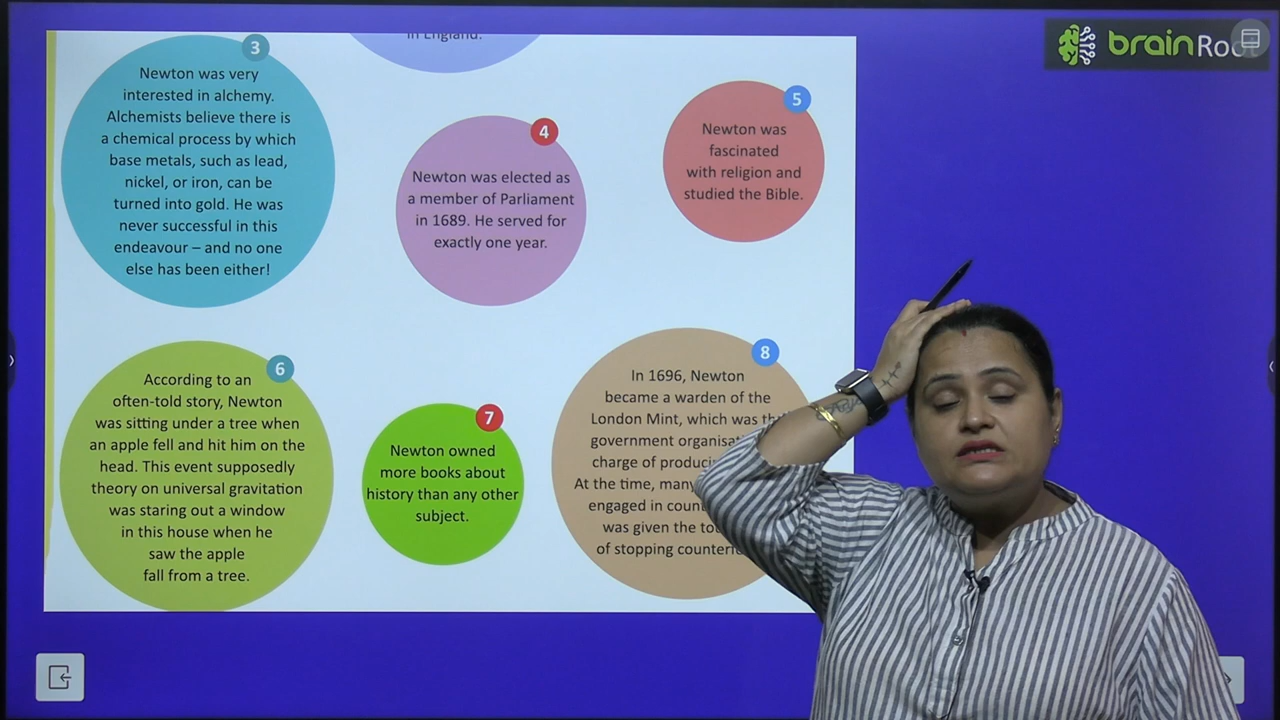 in England.
brainRoot
3
Newton was very
interested in alchemy.
Alchemists believe there is
a chemical process by which
base metals, such as lead,
nickel, or iron, can be
turned into gold. He was
never successful in this
endeavour – and no one
else has been either!
4
Newton was elected as
a member of Parliament
in 1689. He served for
exactly one year.
5
Newton was
fascinated
with religion and
studied the Bible.
6
According to an
often-told story, Newton
was sitting under a tree when
an apple fell and hit him on the
head. This event supposedly
theory on universal gravitation
was staring out a window
in this house when he
saw the apple
fall from a tree.
7
Newton owned
more books about
history than any other
subject.
8
In 1696, Newton
became a warden of the
London Mint, which was
government
charge of
At the time, many
engaged in
was given the
of stopping